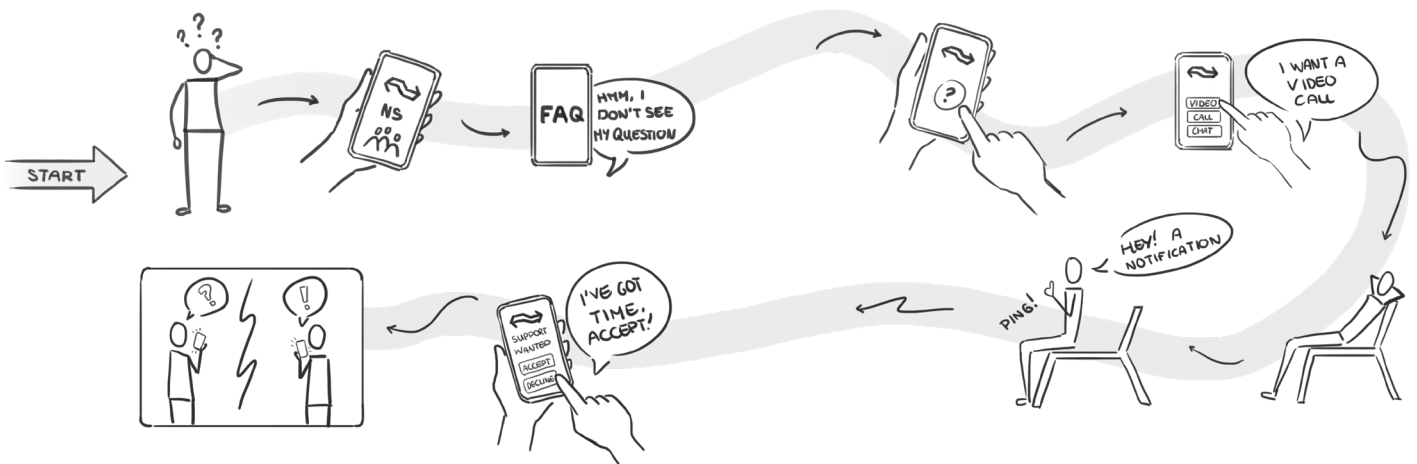 ? ? ?
START
NS
FAQ
HMM, I
DON'T SEE
MY QUESTION
?
VIDEO
CALL
CHAT
I WANT A
VIDEO
CALL
HEY! A
NOTIFICATION
PING!
I'VE GOT
TIME,
ACCEPT!
SUPPORT
WANTED
ACCEPT
DECLINE
?
!